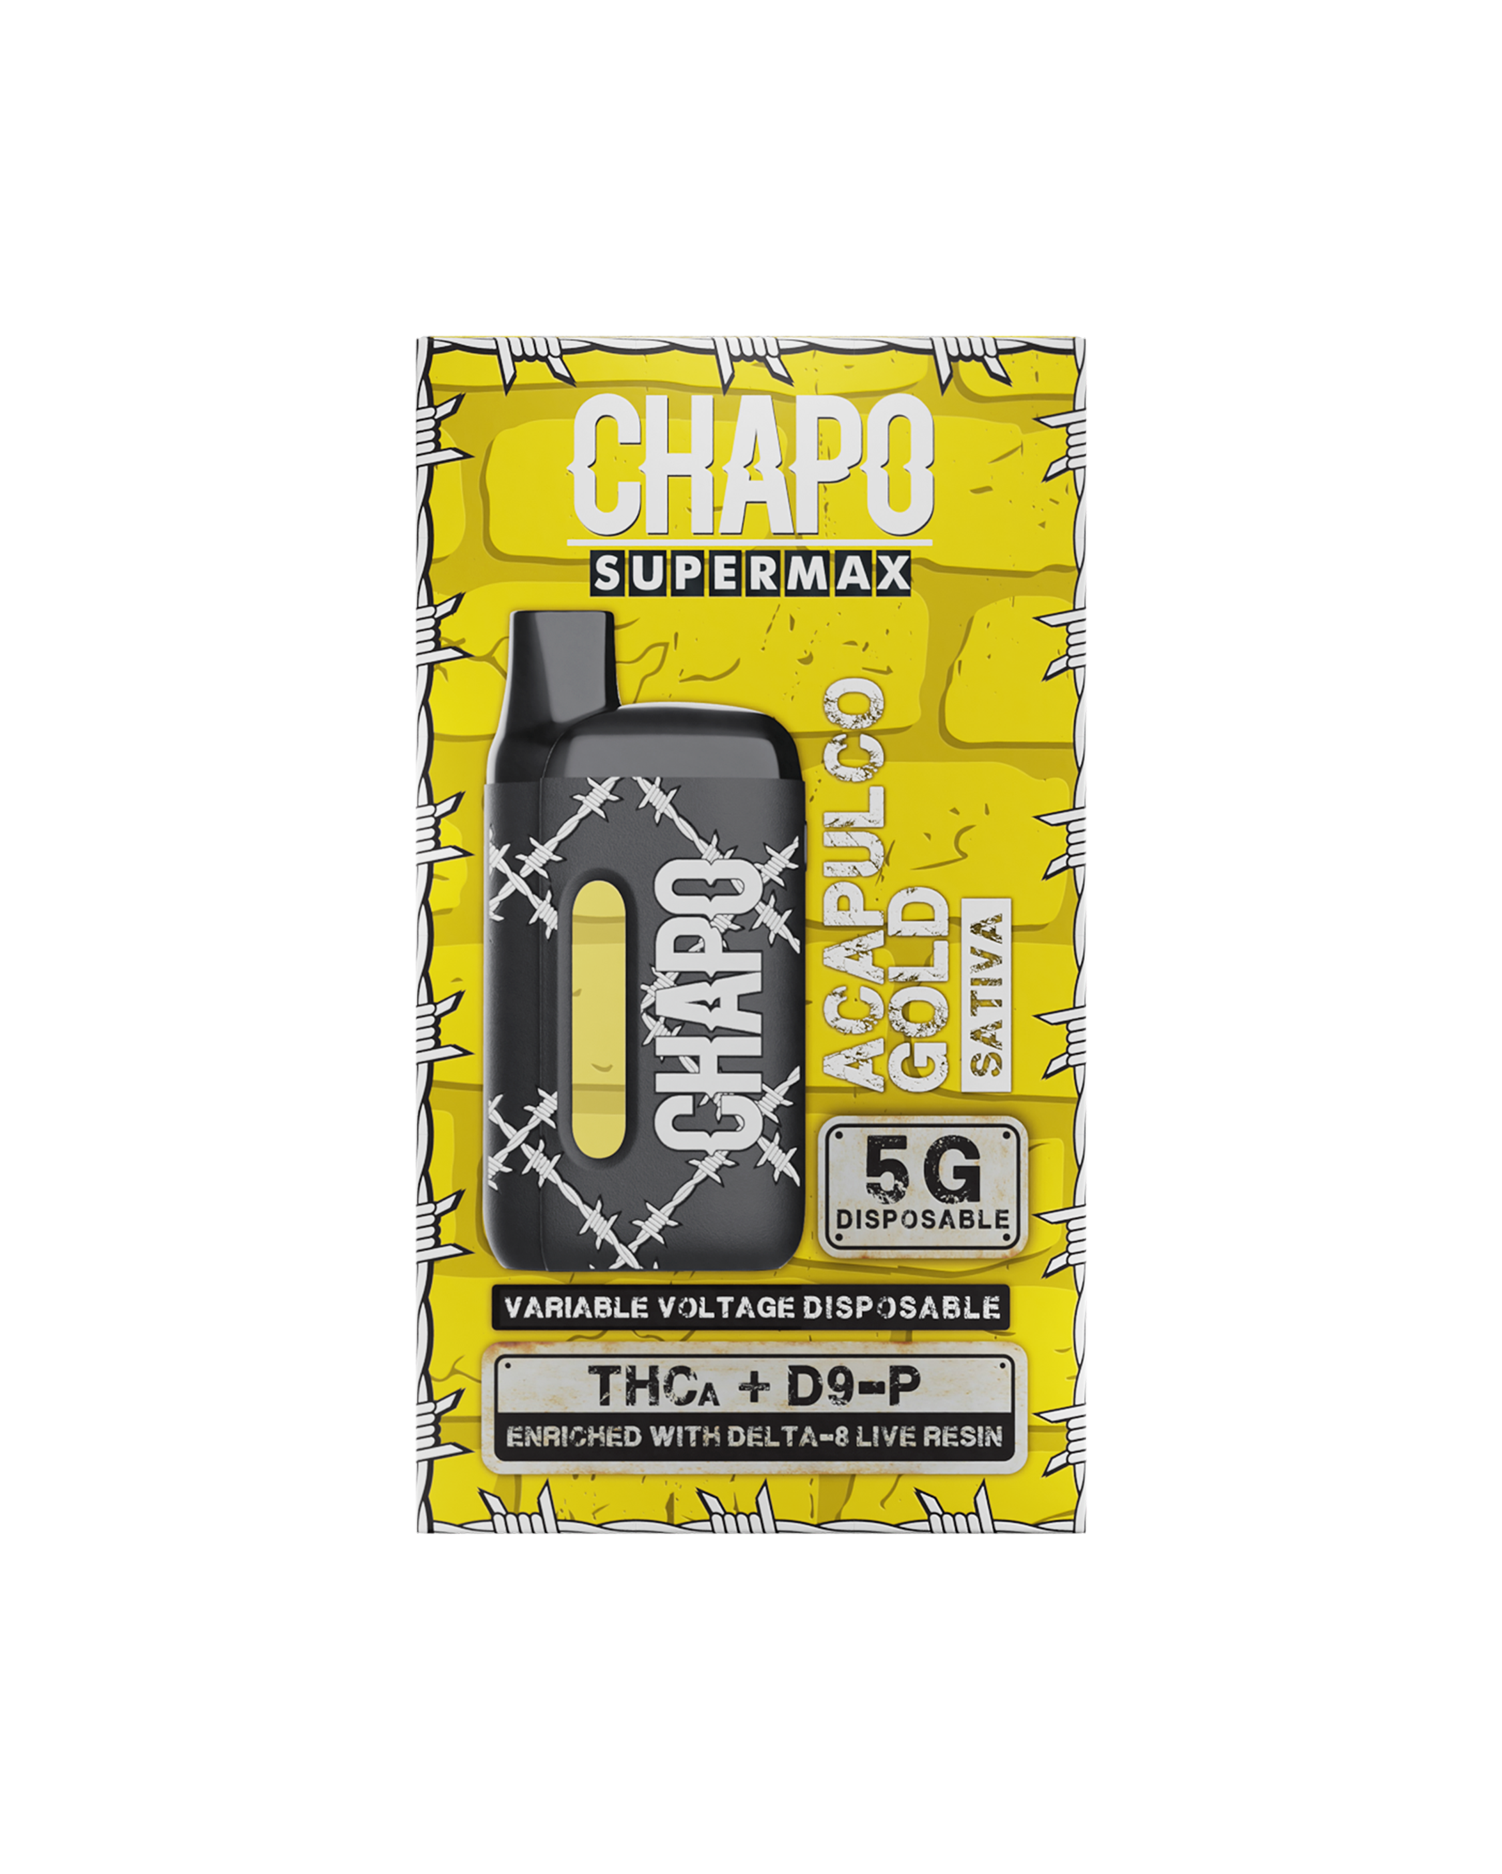 CHAPO
SUPERMAX
CHAPO
ACAPULCO
GOLD
SATIVA
5G
DISPOSABLE
VARIABLE VOLTAGE DISPOSABLE
THCA + D9-P
ENRICHED WITH DELTA-8 LIVE RESIN